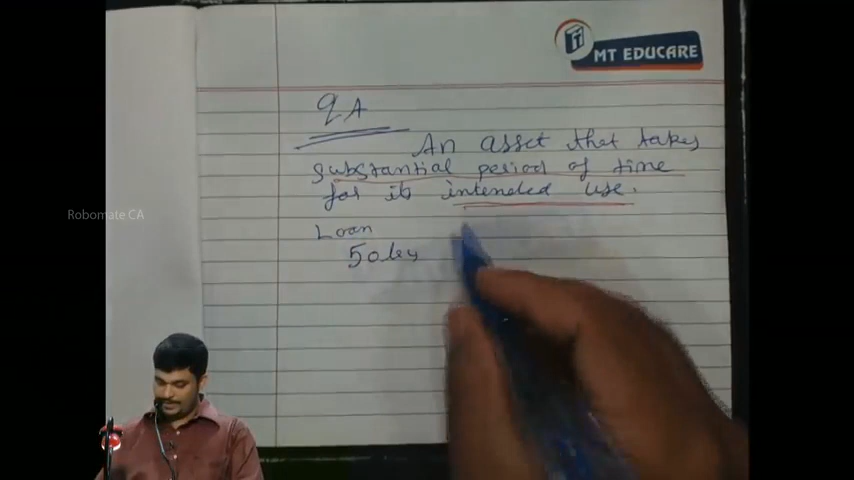 MT EDUCARE
QA
An asset that takes
substantial period of time
for its intended use.
Robomate CA
Loan
50 lacs